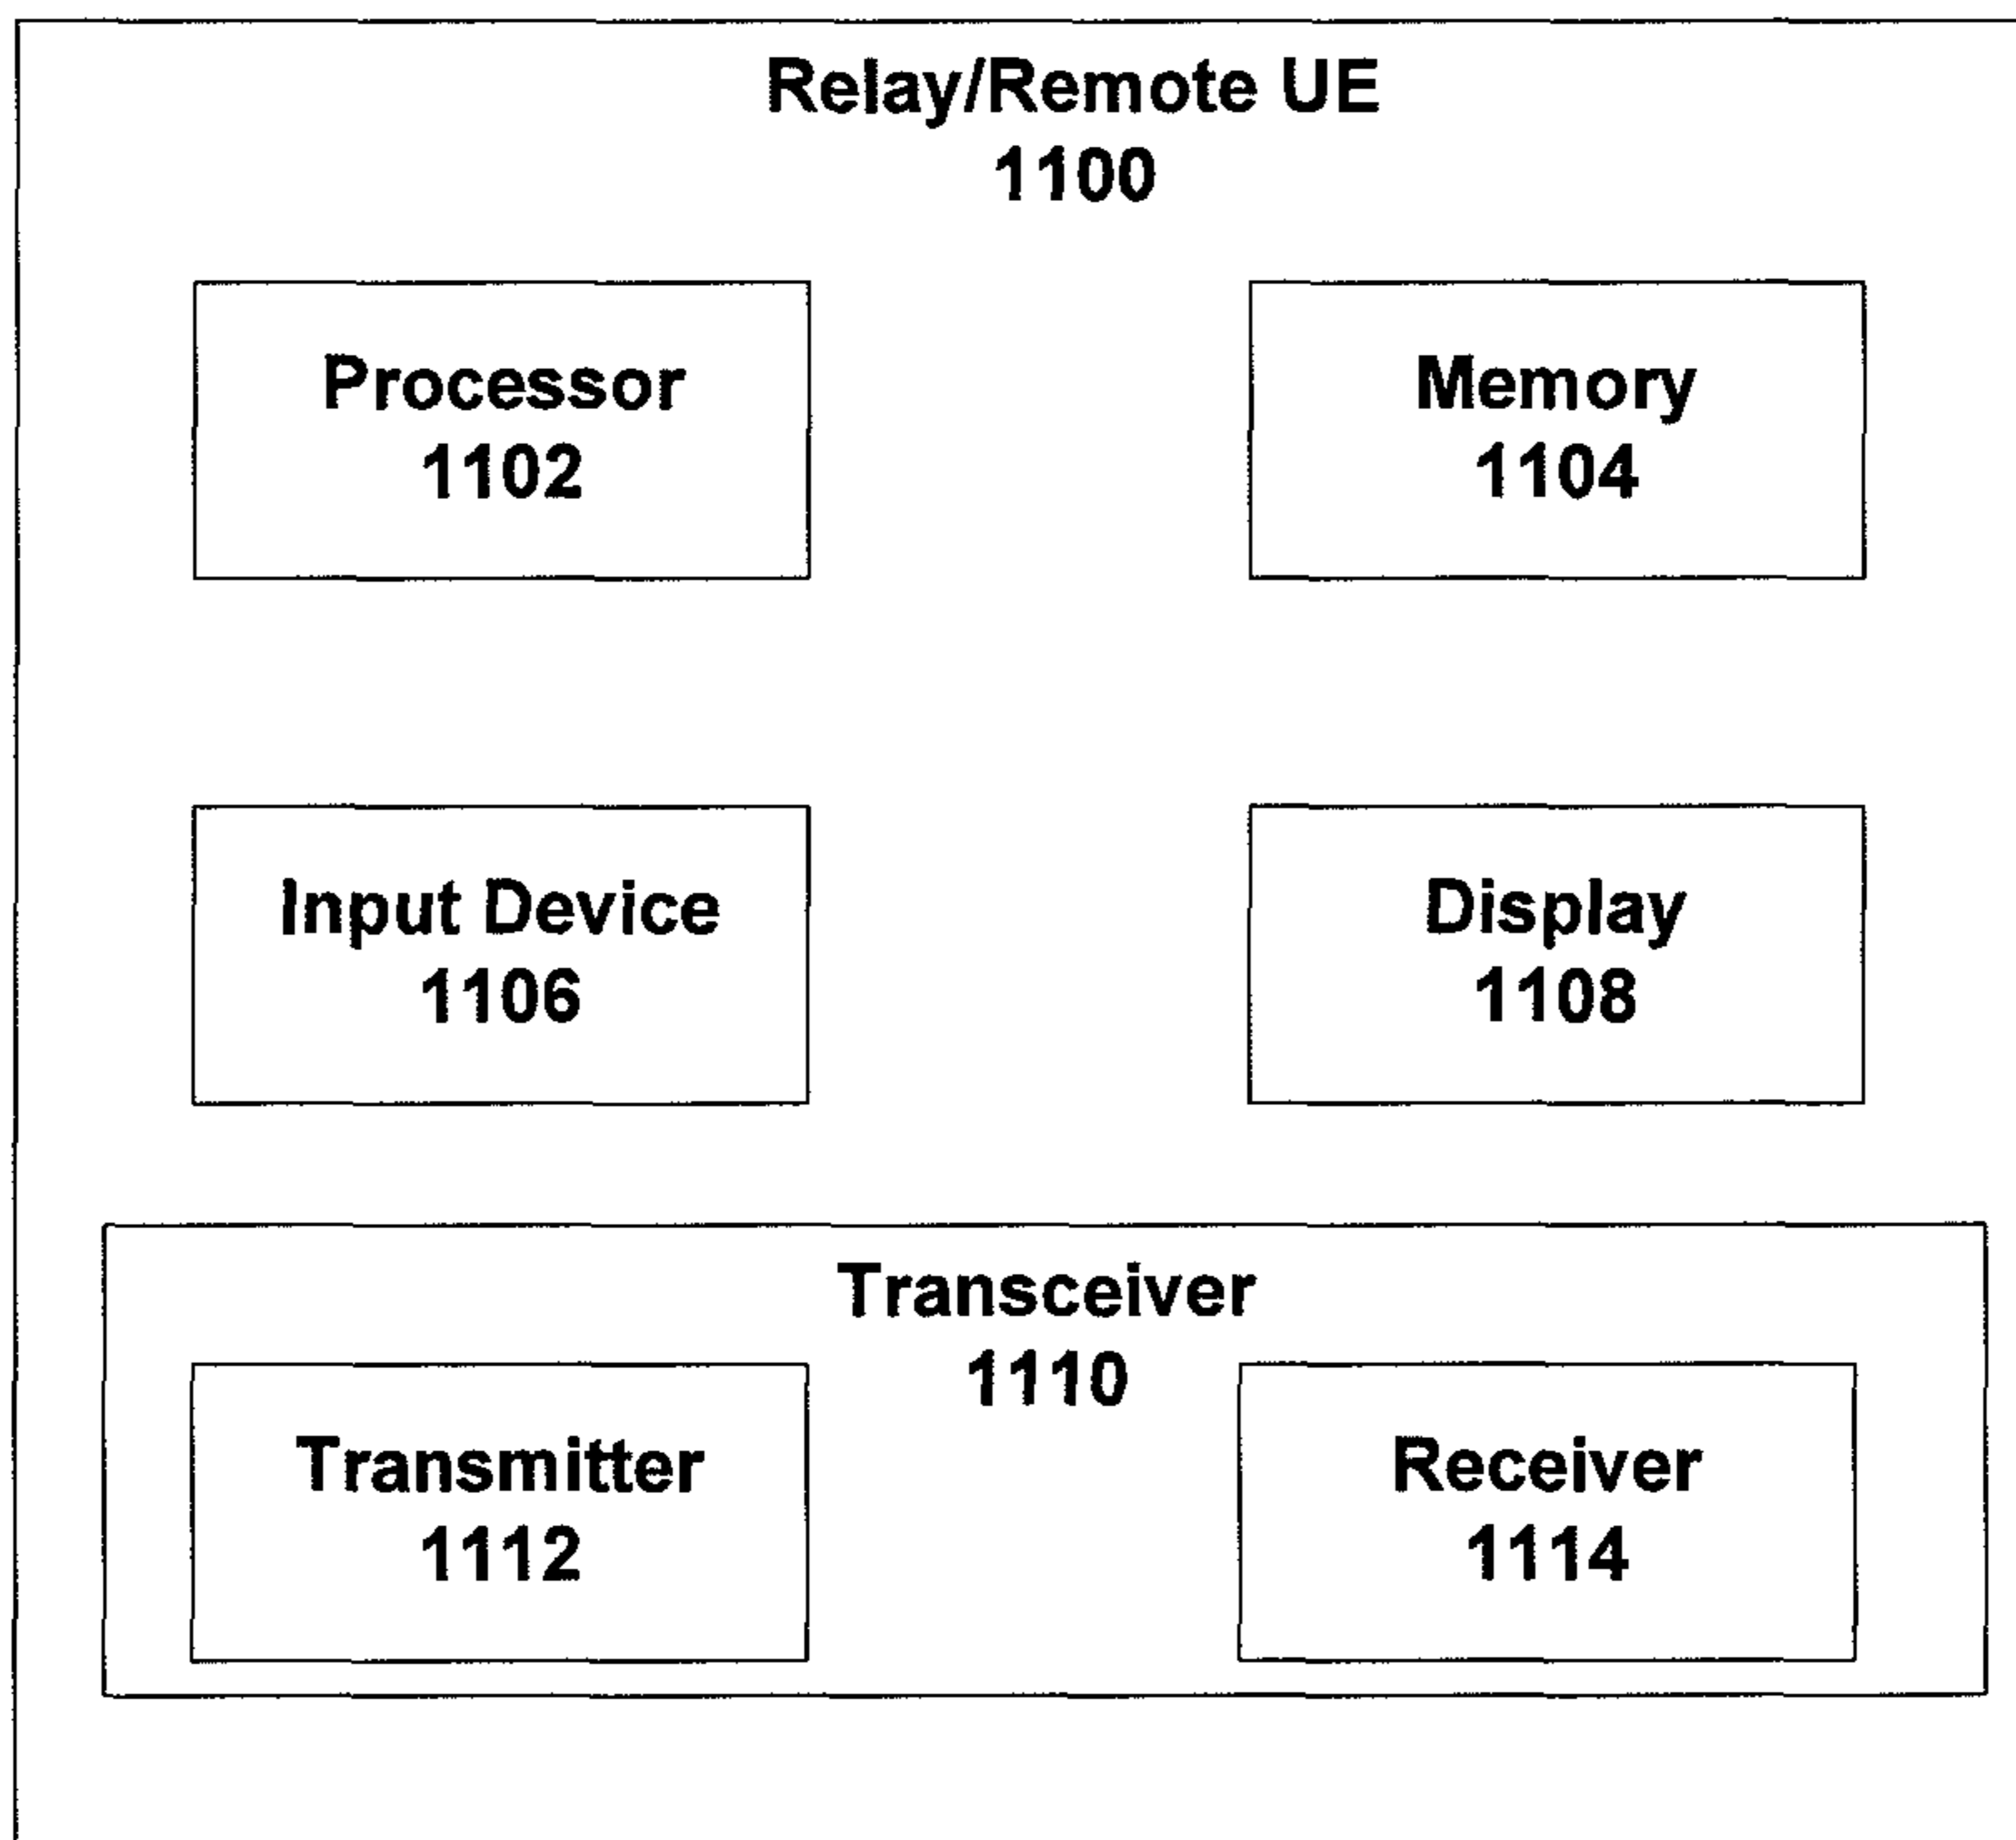 Relay/Remote UE
1100
Processor
1102
Memory
1104
Input Device
1106
Display
1108
Transceiver
1110
Transmitter
1112
Receiver
1114